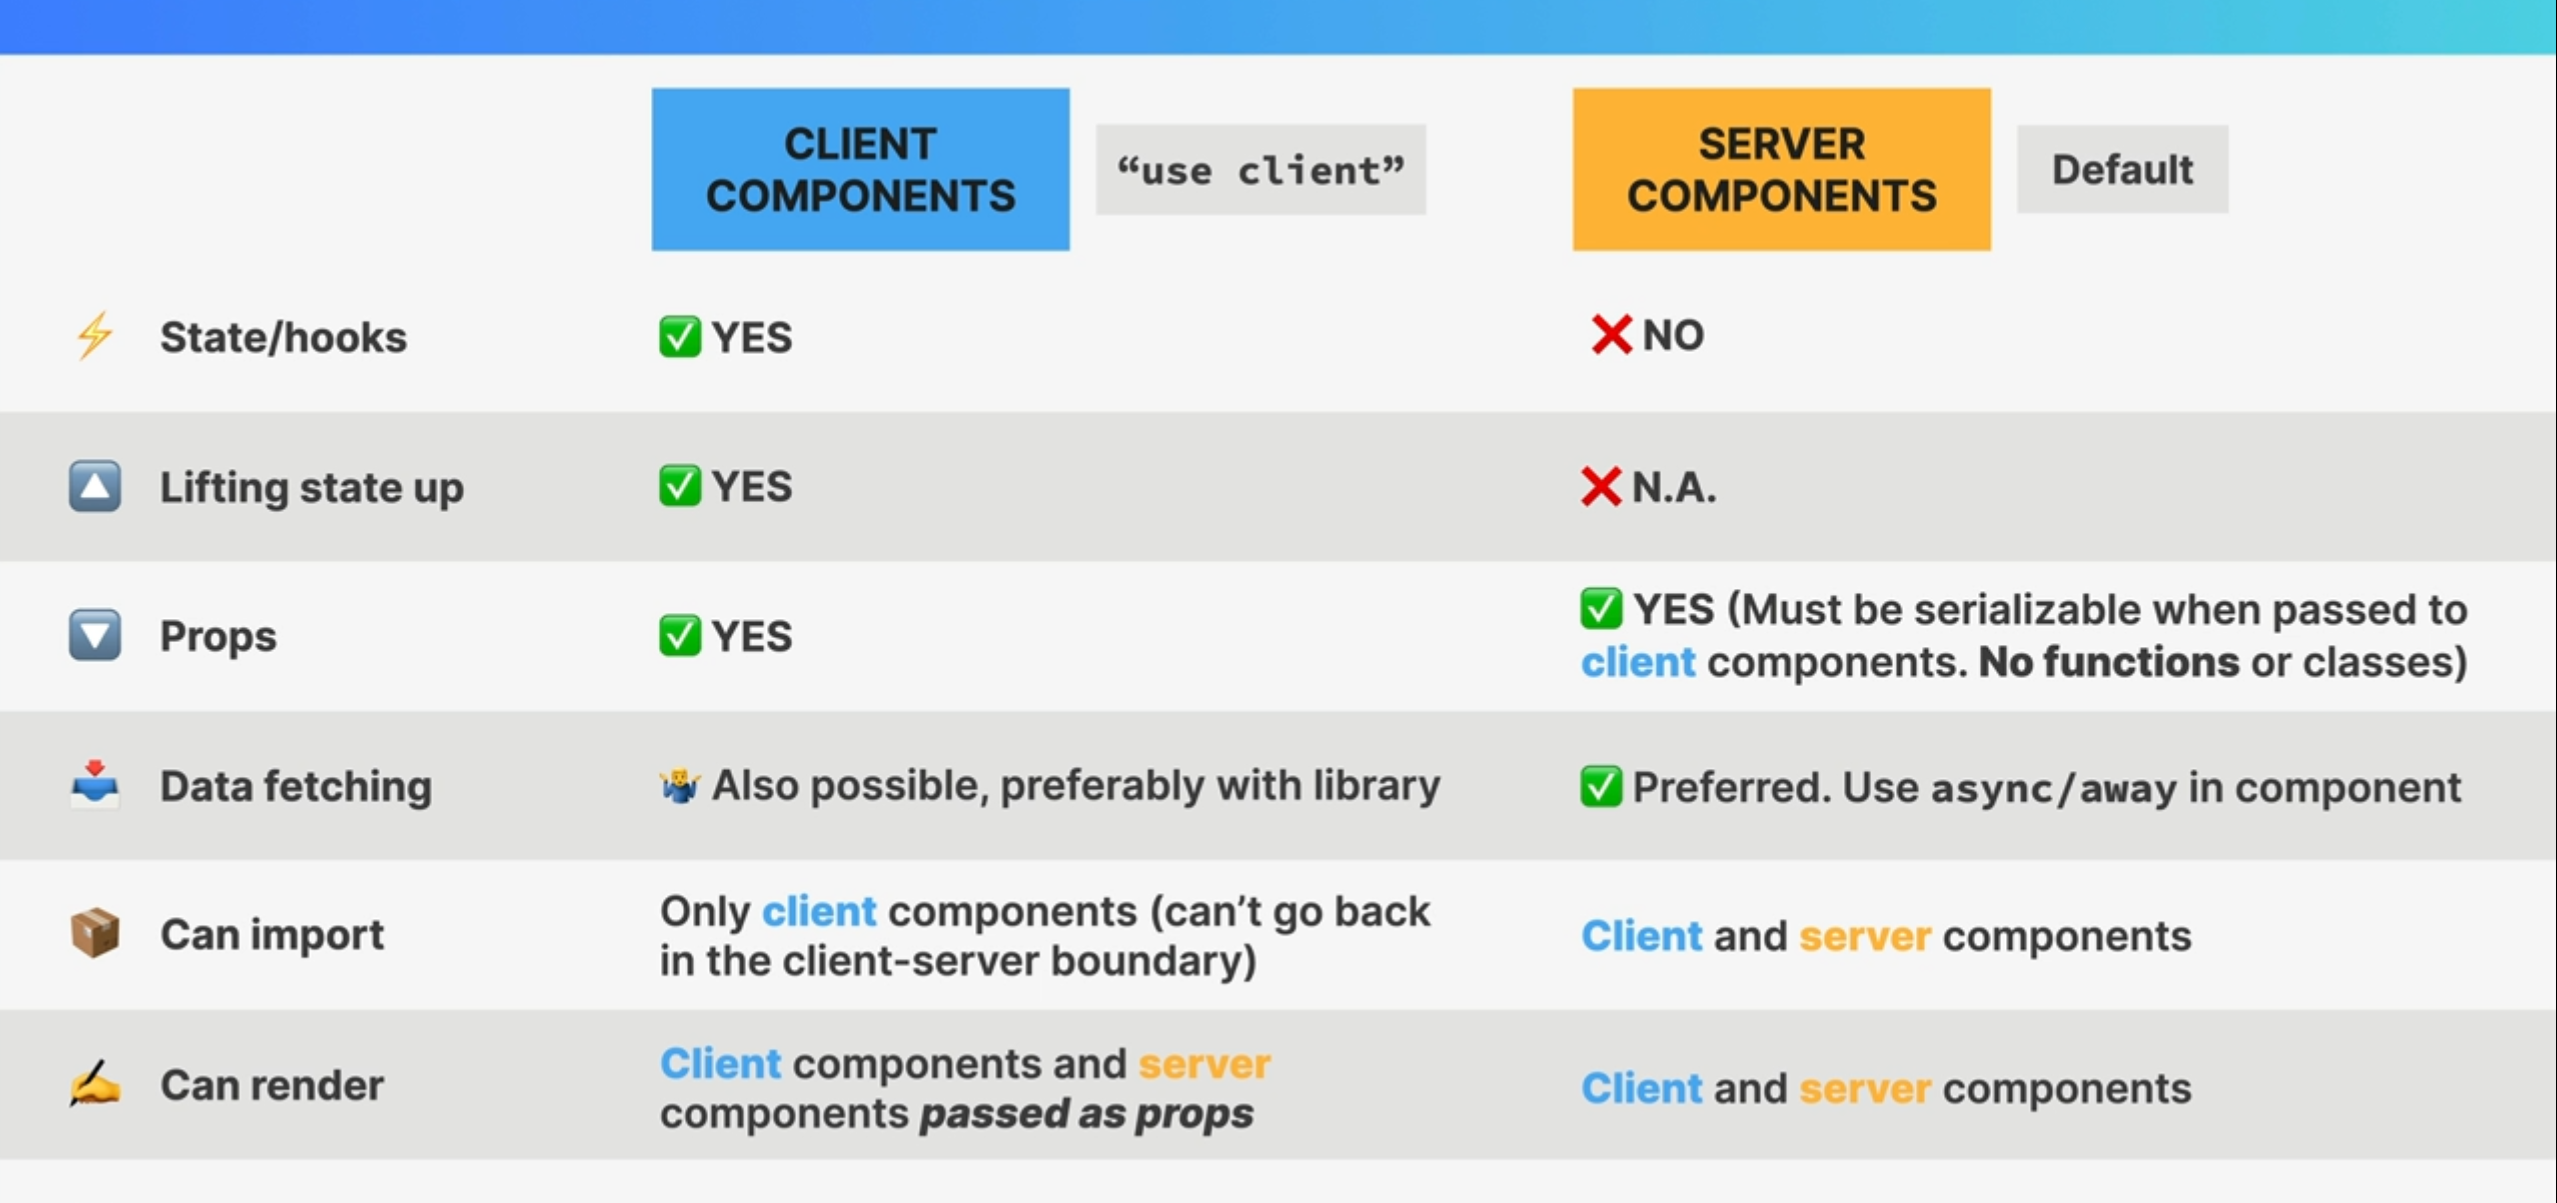 CLIENT
COMPONENTS
“use client”
SERVER
COMPONENTS
Default
State/hooks
YES
NO
Lifting state up
YES
N.A.
Props
YES
YES (Must be serializable when passed to
client components. No functions or classes)
Data fetching
Also possible, preferably with library
Preferred. Use async/away in component
Can import
Only client components (can’t go back
in the client-server boundary)
Client and server components
Can render
Client components and server
components passed as props
Client and server components